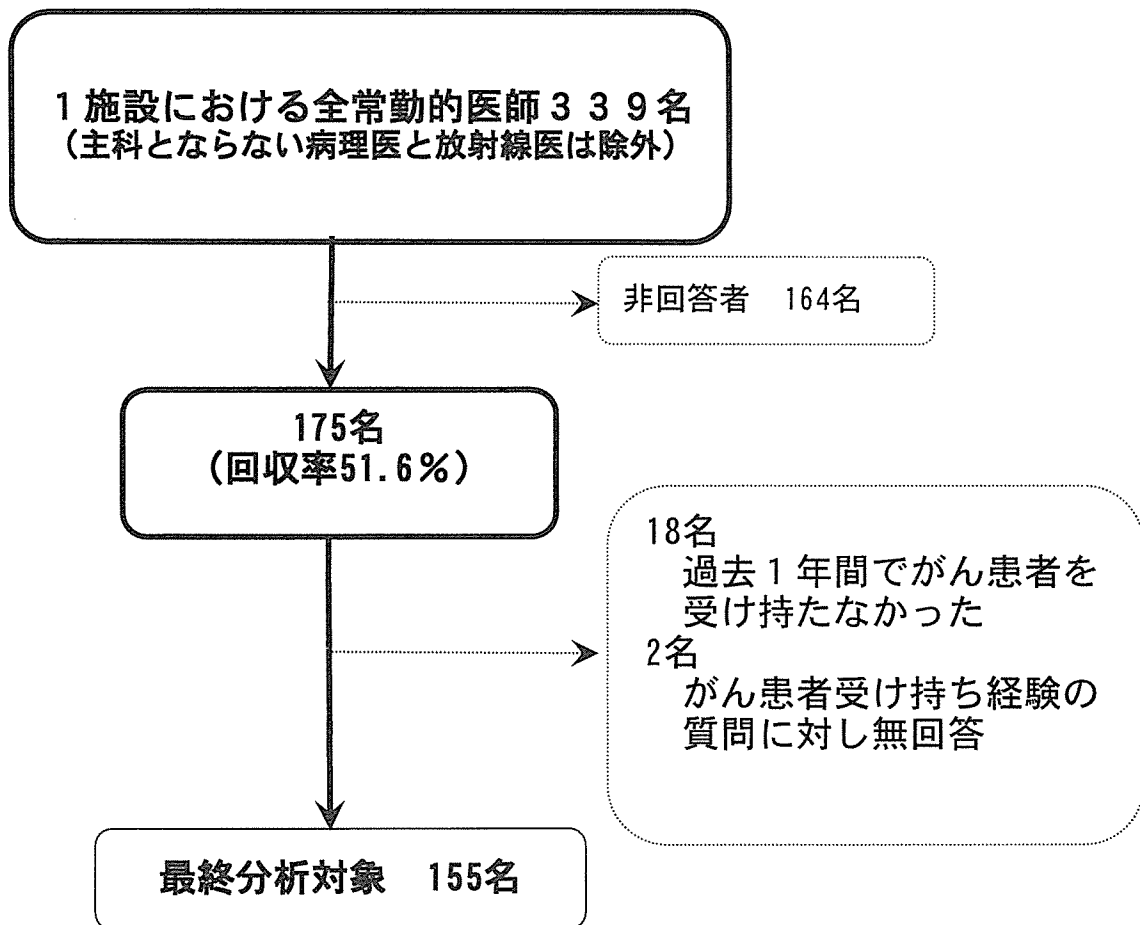 1施設における全常勤的医師339名
（主科とならない病理医と放射線医は除外）
非回答者　164名
175名
（回収率51.6％）
18名
過去1年間でがん患者を
受け持たなかった
2名
がん患者受け持ち経験の
質問に対し無回答
最終分析対象　155名